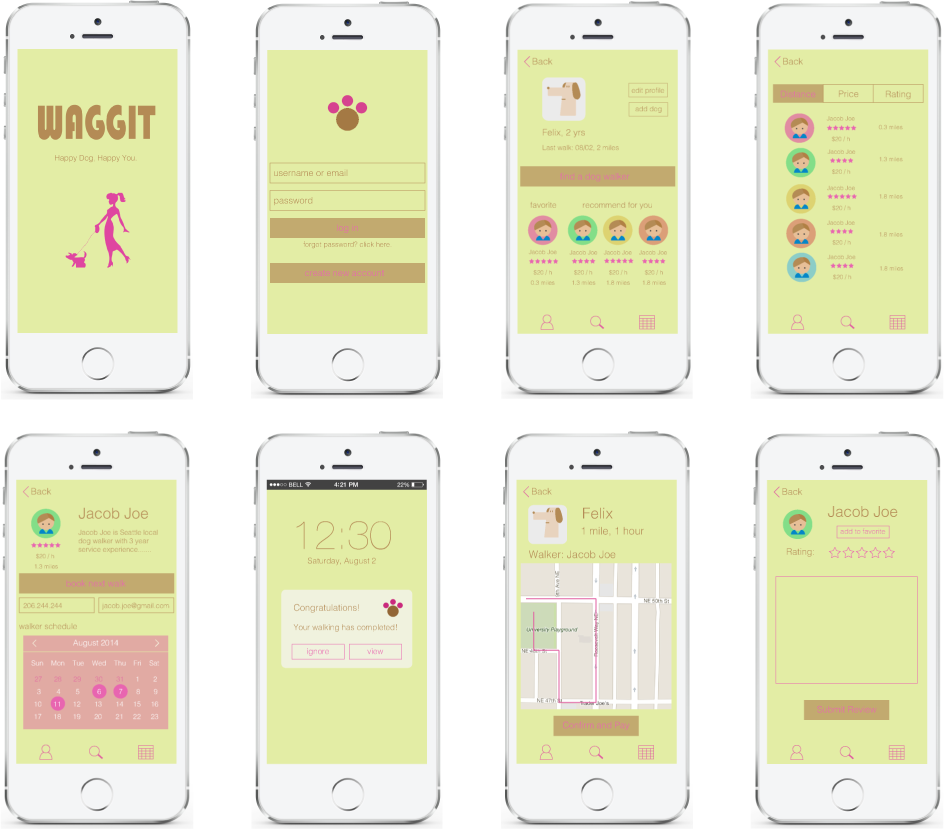 WAGGIT
Happy Dog, Happy You
username or email
password
log in
forgot password? click here
create new account
Back
edit profile
add dog
Felix, 2 yrs
Last walk: 08/02, 2 miles
find a dog walker
favorite recommend for you
Jacob Joe Jacob Joe Jacob Joe Jacob Joe
$20 / h $20 / h $20 / h $20 / h
0.3 miles 1.3 miles 1.8 miles 1.8 miles
Back
Distance Price Rating
Jacob Joe
0.3 miles
$20 / h
Jacob Joe
1.3 miles
$20 / h
Jacob Joe
1.8 miles
$20 / h
Jacob Joe
1.8 miles
$20 / h
Jacob Joe
1.8 miles
$20 / h
Back
Jacob Joe
Jacob Joe is Seattle local
dog walker with 3 year
service experience......
$20 / h
1.3 miles
book next walk
206.244.244 jacob.joe@gmail.com
walker schedule
August 2014
Sun Mon Tue Wed Thu Fri Sat
27 28 29 30 31 1 2
3 4 5 6 7 8 9
10 11 12 13 14 15 16
17 18 19 20 21 22 23
BELL 4:21 PM 22%
12:30
Saturday, August 2
Congratulations!
Your walking has completed!
ignore view
Back
Felix
1 mile, 1 hour
Walker: Jacob Joe
NE 50th St
University Playground
NE 47th St
Trader Joe's
Confirm and Pay
Back
Jacob Joe
add to favorite
Rating:
Submit Review